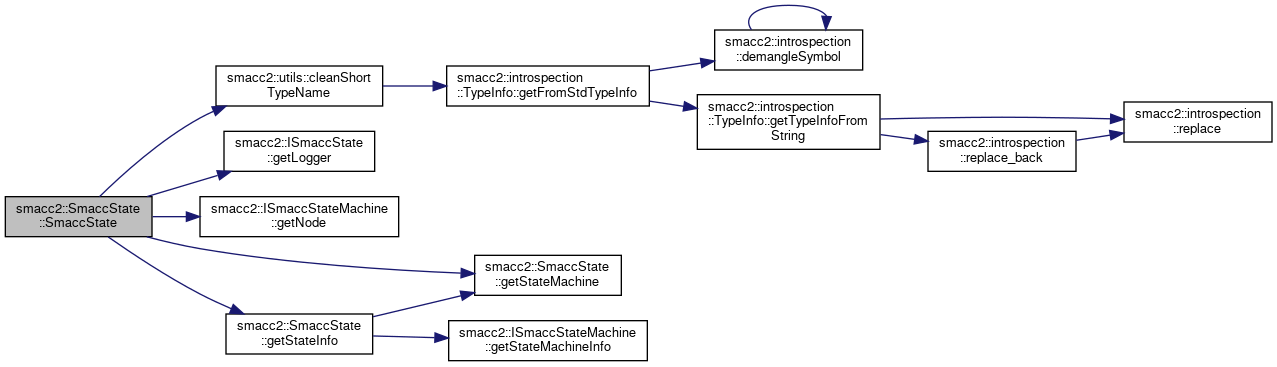 smacc2::introspection
::demangleSymbol
smacc2::utils::cleanShort
TypeName
smacc2::introspection
::TypeInfo::getFromStdTypeInfo
smacc2::introspection
::TypeInfo::getTypeInfoFrom
String
smacc2::introspection
::replace
smacc2::introspection
::replace_back
smacc2::ISmaccState
::getLogger
smacc2::SmaccState
::SmaccState
smacc2::ISmaccStateMachine
::getNode
smacc2::SmaccState
::getStateMachine
smacc2::SmaccState
::getStateInfo
smacc2::ISmaccStateMachine
::getStateMachineInfo